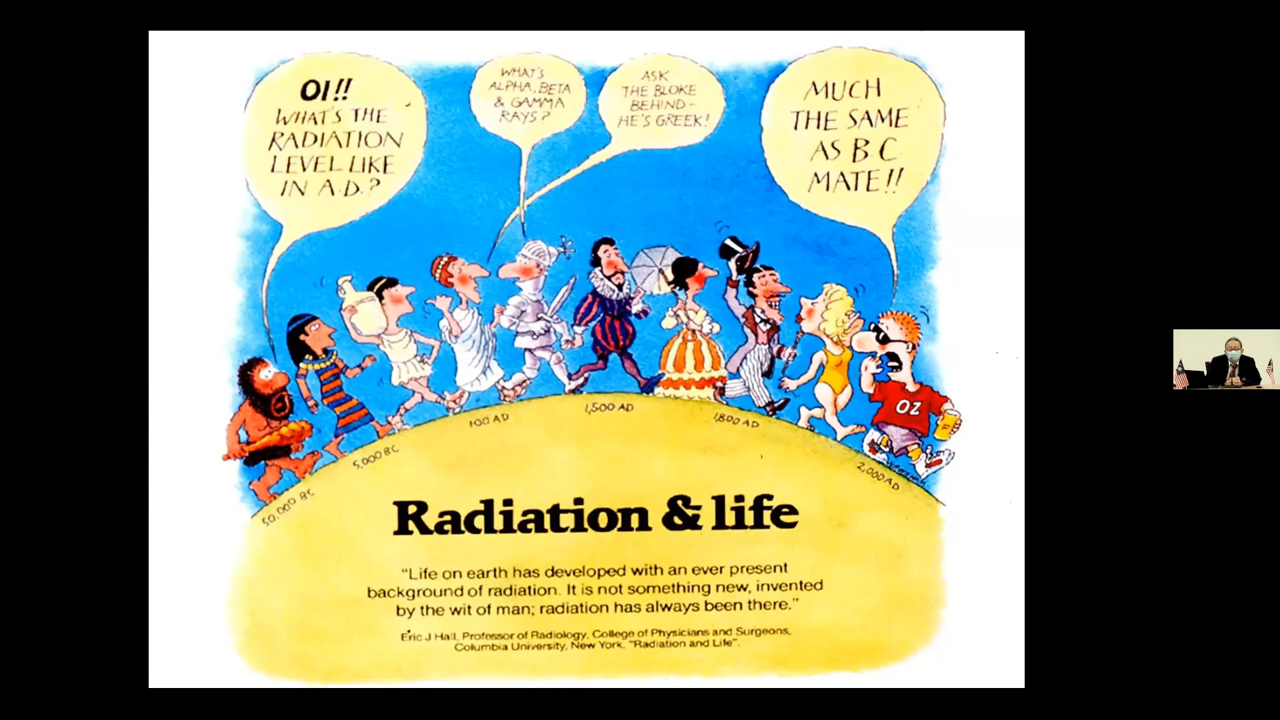 OI!!
WHAT'S THE
RADIATION
LEVEL LIKE
IN A.D.?
WHAT'S
ALPHA, BETA
& GAMMA
RAYS?
ASK
THE BLOKE
BEHIND-
HE'S GREEK!
MUCH
THE SAME
AS B C
MATE!!
OZ
50,000 BC
5,000 BC
100 AD
1,500 AD
1,800 AD
2,000 AD
Radiation & life
"Life on earth has developed with an ever present
background of radiation. It is not something new, invented
by the wit of man; radiation has always been there."
Eric J Hall, Professor of Radiology, College of Physicians and Surgeons,
Columbia University, New York, "Radiation and Life".